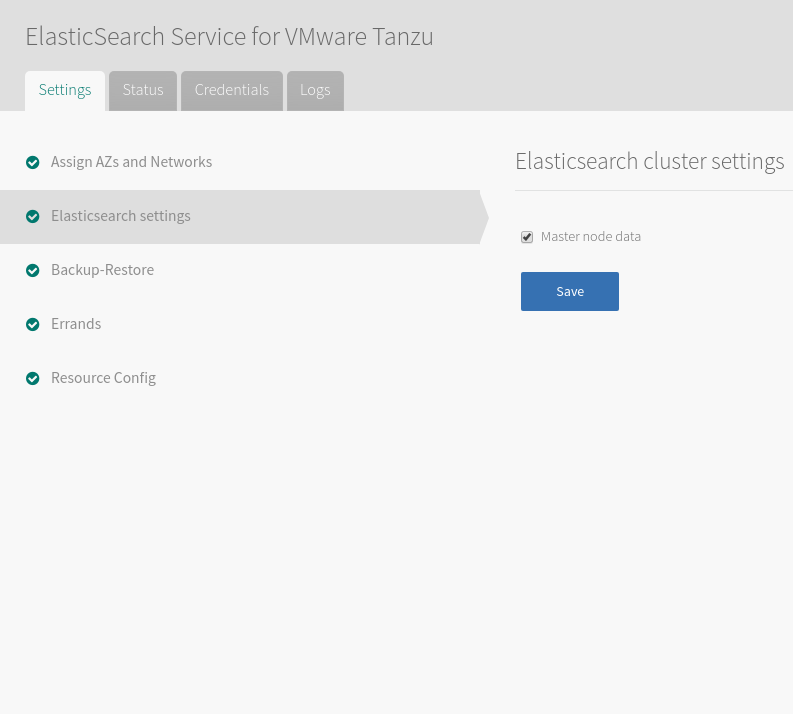 ElasticSearch Service for VMware Tanzu
Settings
Status
Credentials
Logs
Assign AZs and Networks
Elasticsearch settings
Backup-Restore
Errands
Resource Config
Elasticsearch cluster settings
Master node data
Save